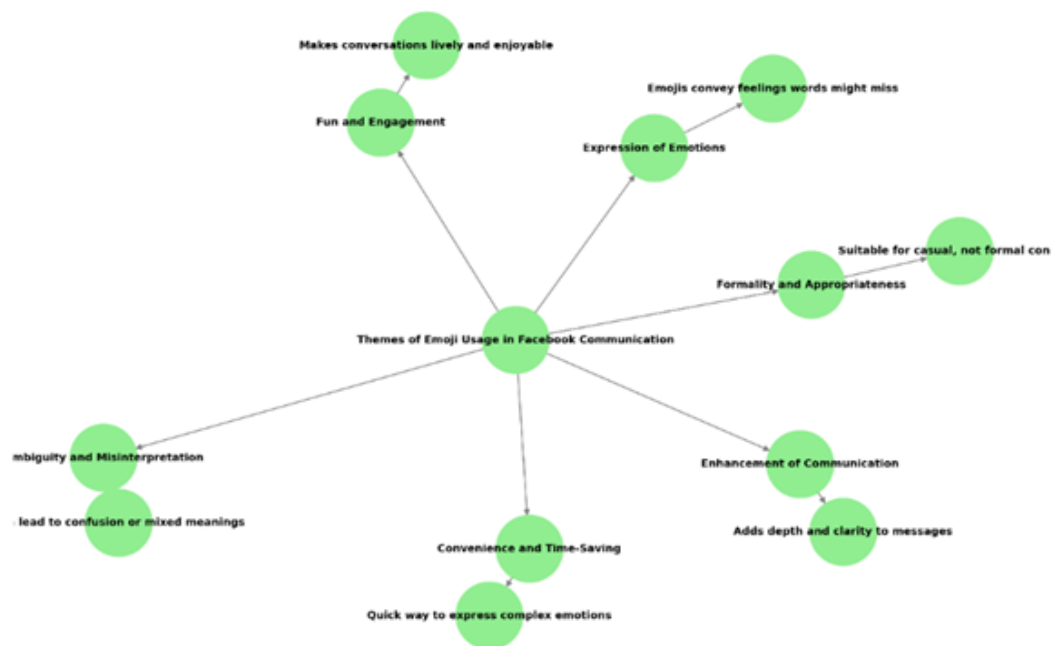 Makes conversations lively and enjoyable
Emojis convey feelings words might miss
Fun and Engagement
Expression of Emotions
Suitable for casual, not formal con
Formality and Appropriateness
Themes of Emoji Usage in Facebook Communication
mbiguity and Misinterpretation
Enhancement of Communication
lead to confusion or mixed meanings
Adds depth and clarity to messages
Convenience and Time-Saving
Quick way to express complex emotions